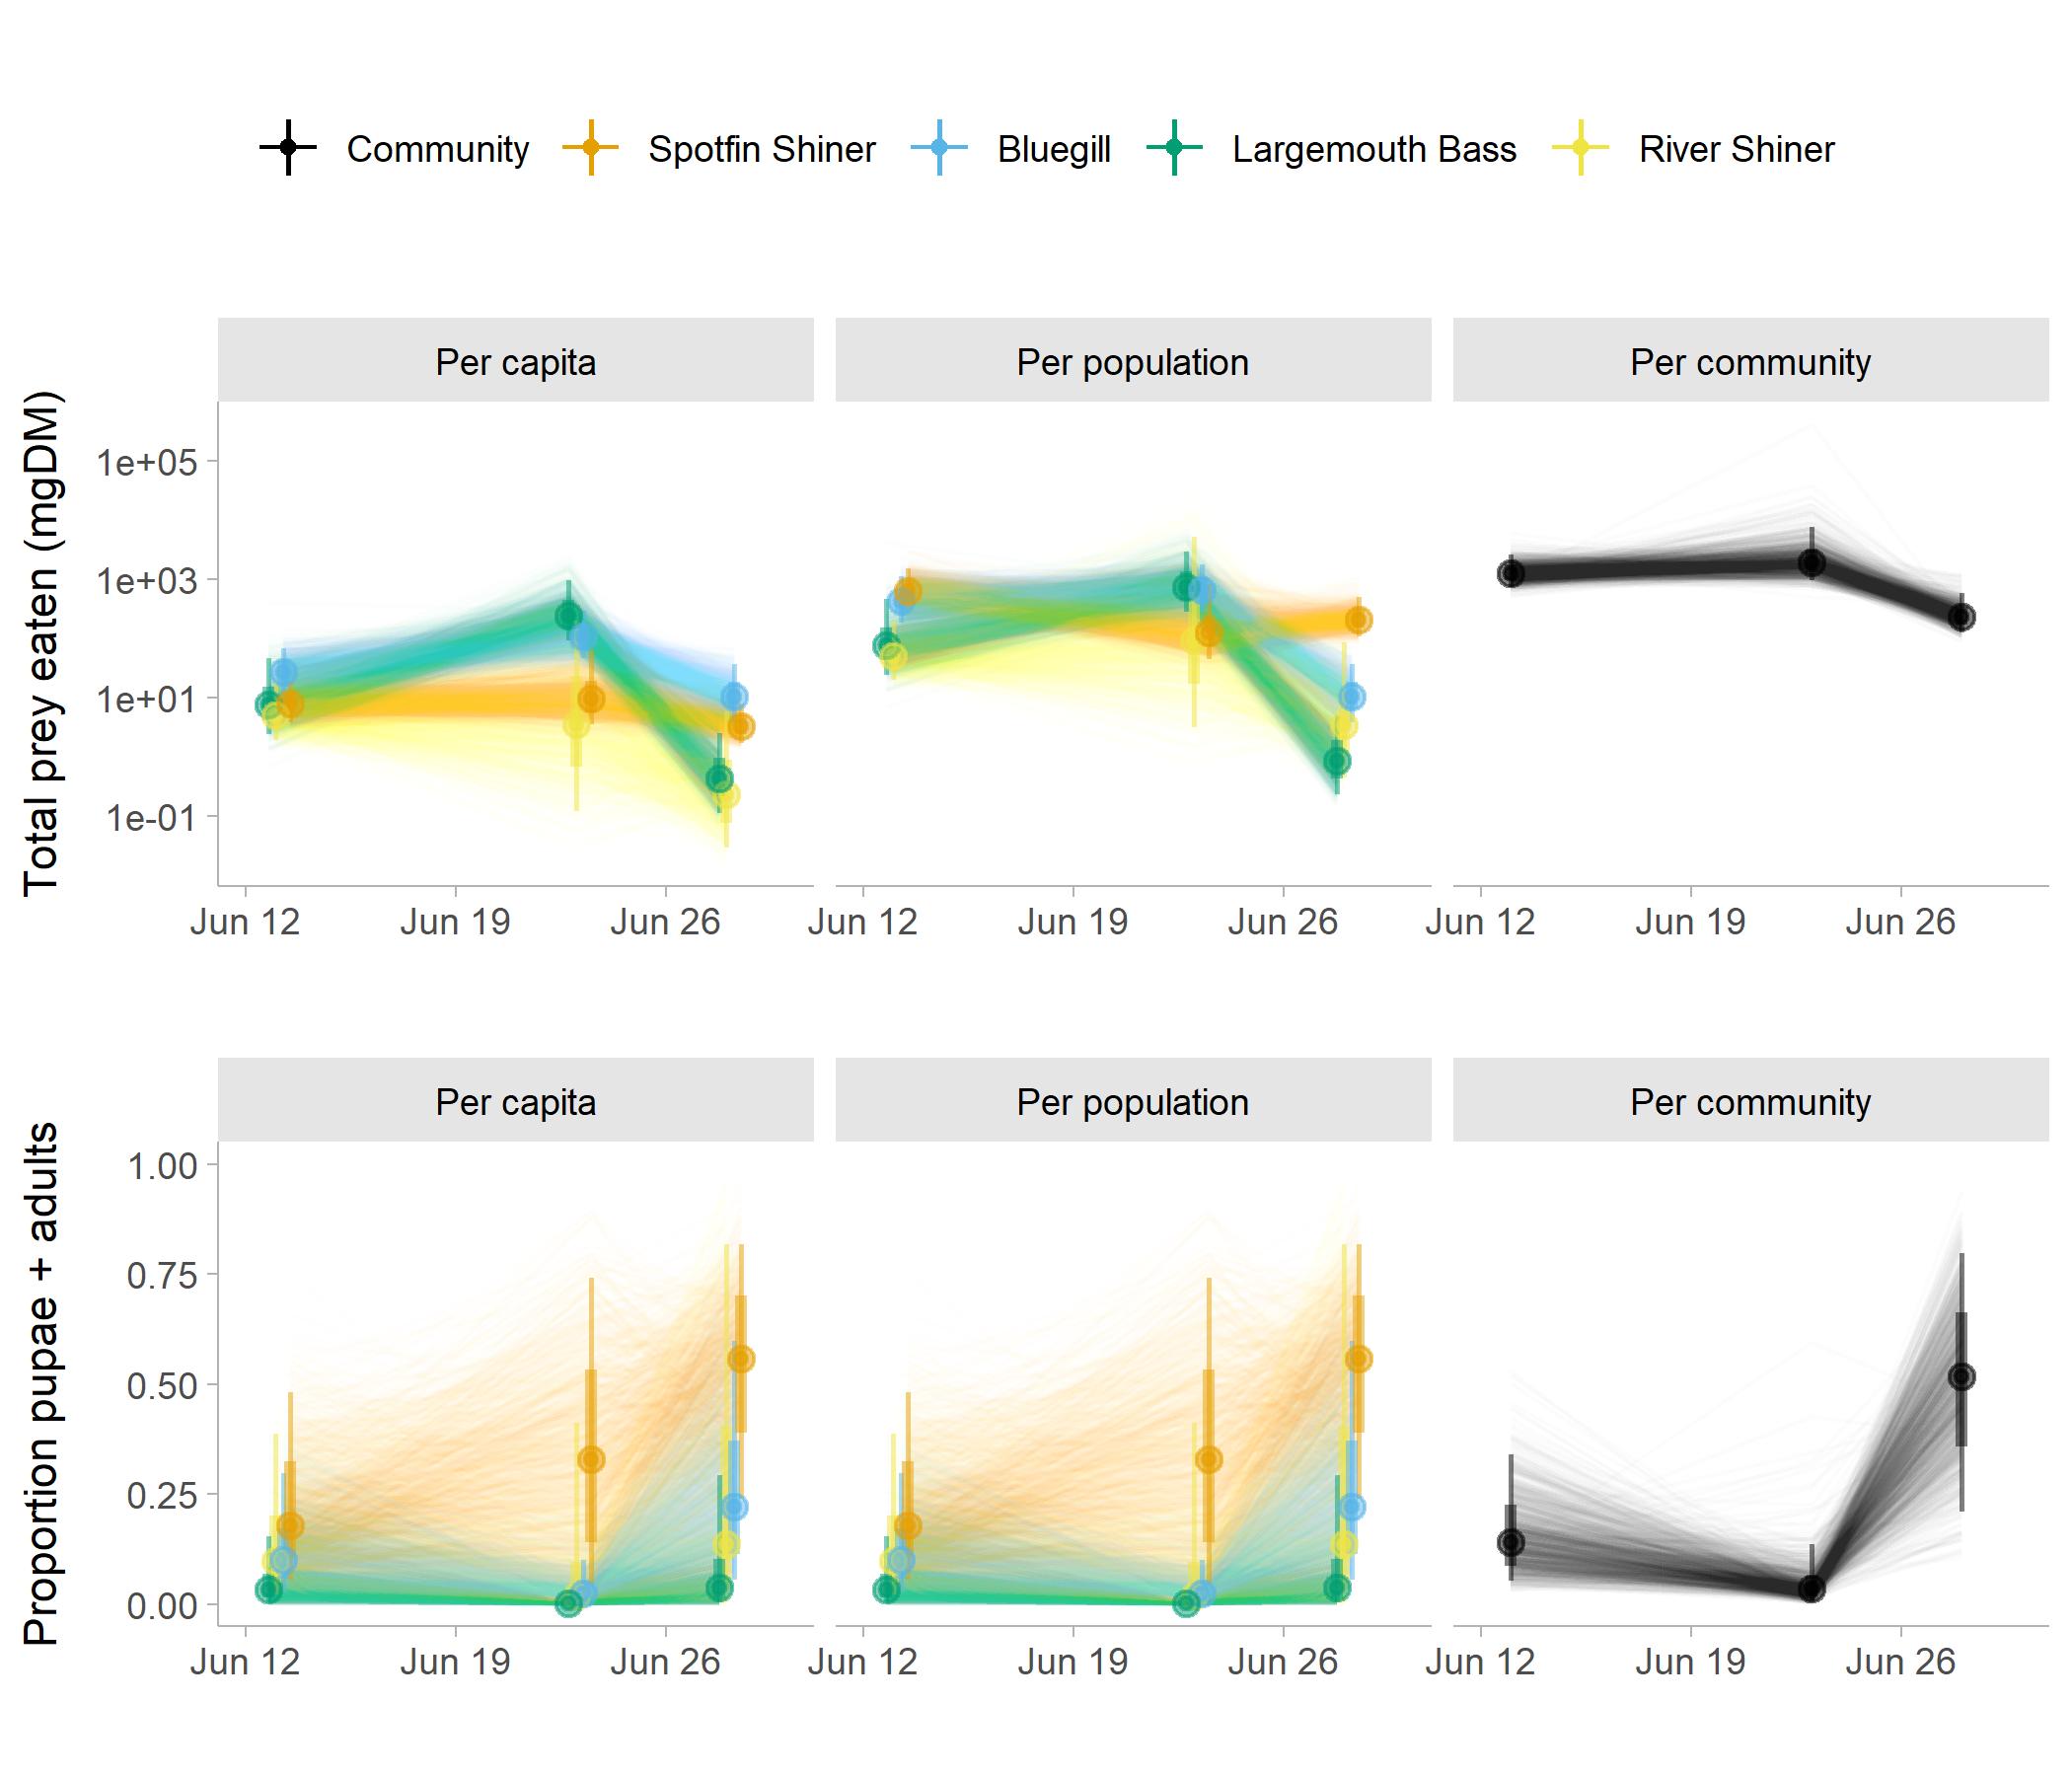 Community Spotfin Shiner Bluegill Largemouth Bass River Shiner
Per capita Per population Per community
Total prey eaten (mgDM)
1e+05
1e+03
1e+01
1e-01
Jun 12 Jun 19 Jun 26 Jun 12 Jun 19 Jun 26 Jun 12 Jun 19 Jun 26
Per capita Per population Per community
Proportion pupae + adults
1.00
0.75
0.50
0.25
0.00
Jun 12 Jun 19 Jun 26 Jun 12 Jun 19 Jun 26 Jun 12 Jun 19 Jun 26